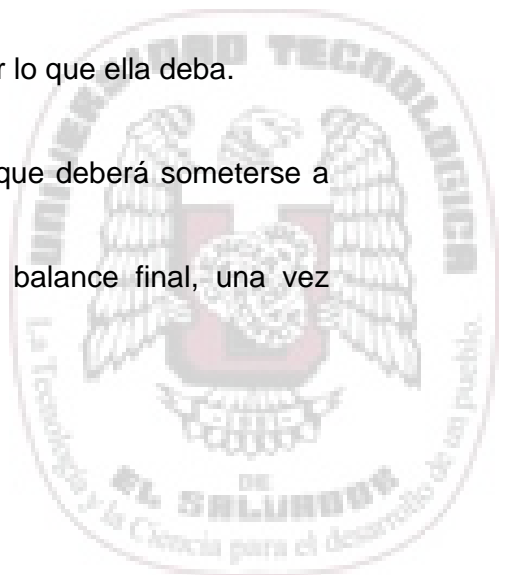 UNIVERSIDAD TECNOLOGICA
r lo que ella deba.
que deberá someterse a
balance final, una vez
DE
EL SALVADOR
La Tecnología y la Ciencia para el desarrollo de un pueblo.